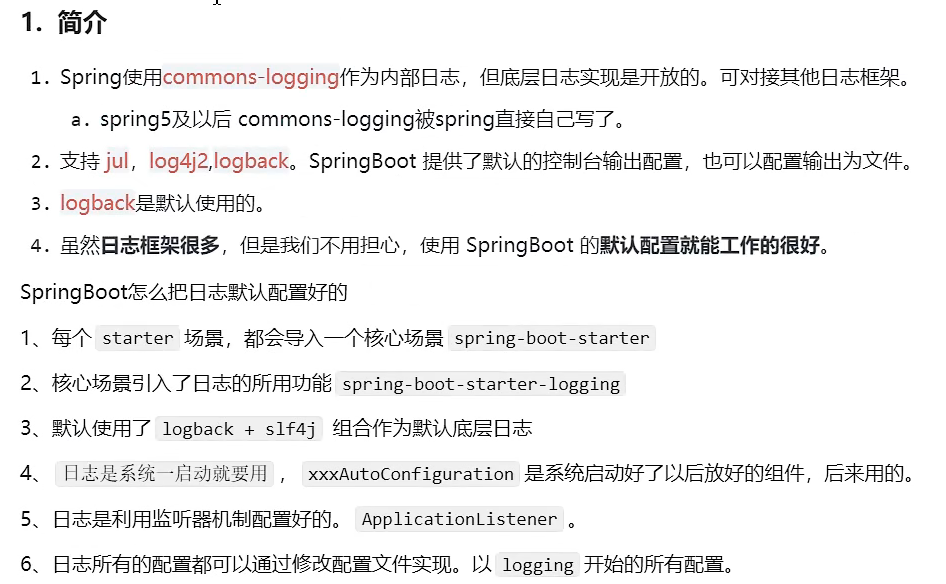 1. 简介
1. Spring使用commons-logging作为内部日志，但底层日志实现是开放的。可对接其他日志框架。
a. spring5及以后 commons-logging被spring直接自己写了。
2. 支持 jul，log4j2,logback。SpringBoot 提供了默认的控制台输出配置，也可以配置输出为文件。
3. logback是默认使用的。
4. 虽然日志框架很多，但是我们不用担心，使用 SpringBoot 的默认配置就能工作的很好。
SpringBoot怎么把日志默认配置好的
1、每个 starter 场景，都会导入一个核心场景 spring-boot-starter
2、核心场景引入了日志的所用功能 spring-boot-starter-logging
3、默认使用了 logback + slf4j 组合作为默认底层日志
4、 日志是系统一启动就要用 ， xxxAutoConfiguration 是系统启动好了以后放好的组件，后来用的。
5、日志是利用监听器机制配置好的。 ApplicationListener 。
6、日志所有的配置都可以通过修改配置文件实现。以 logging 开始的所有配置。